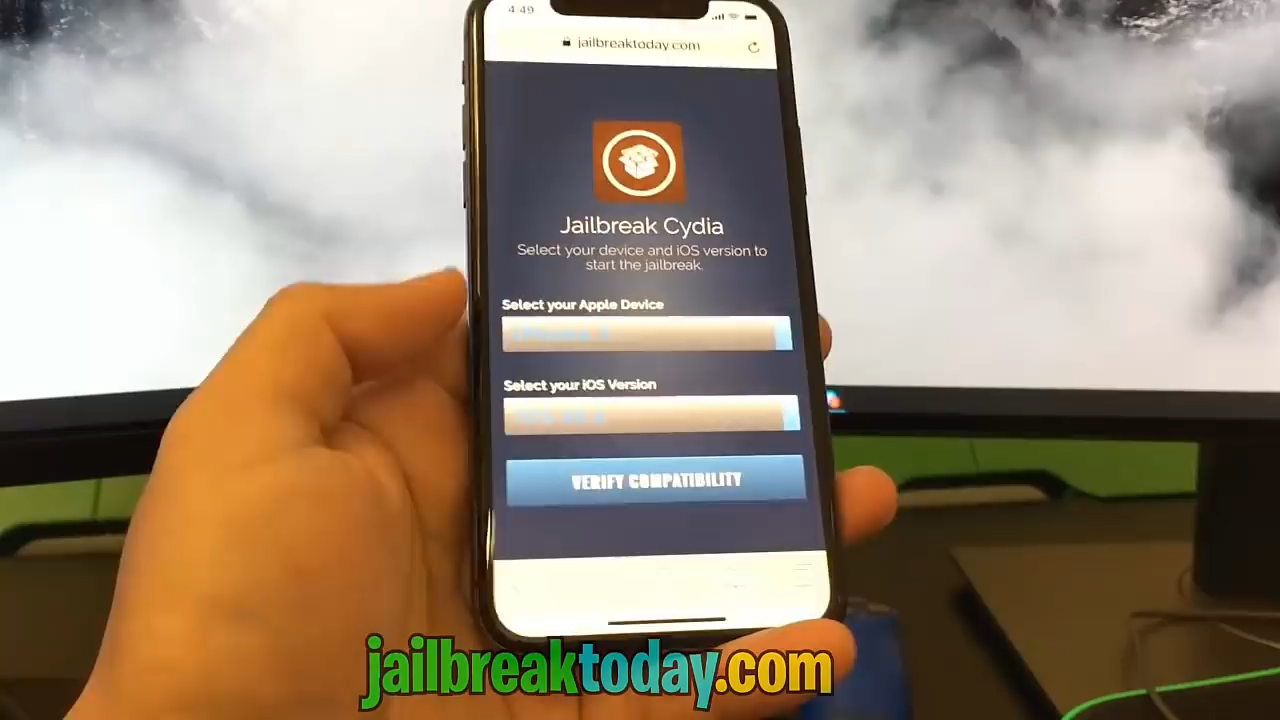 4:49
jailbreaktoday.com
Jailbreak Cydia
Select your device and iOS version to
start the jailbreak.
Select your Apple Device
Select your iOS Version
VERIFY COMPATIBILITY
jailbreaktoday.com